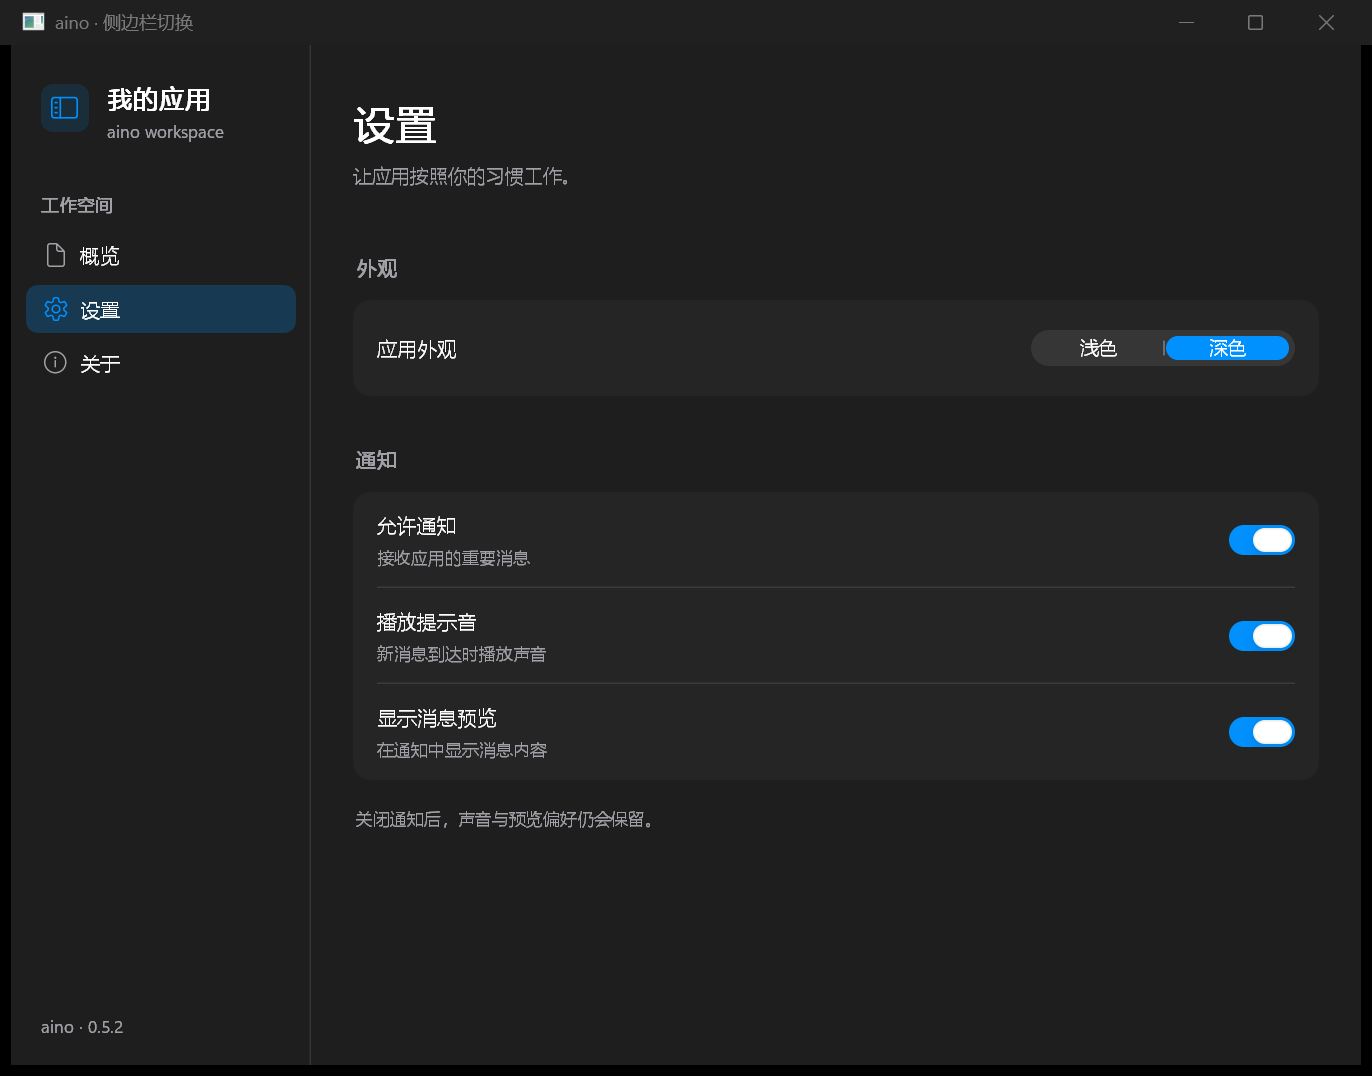 aino · 侧边栏切换
我的应用
aino workspace
工作空间
概览
设置
关于
aino · 0.5.2
设置
让应用按照你的习惯工作。
外观
应用外观
浅色
深色
通知
允许通知
接收应用的重要消息
播放提示音
新消息到达时播放声音
显示消息预览
在通知中显示消息内容
关闭通知后，声音与预览偏好仍会保留。